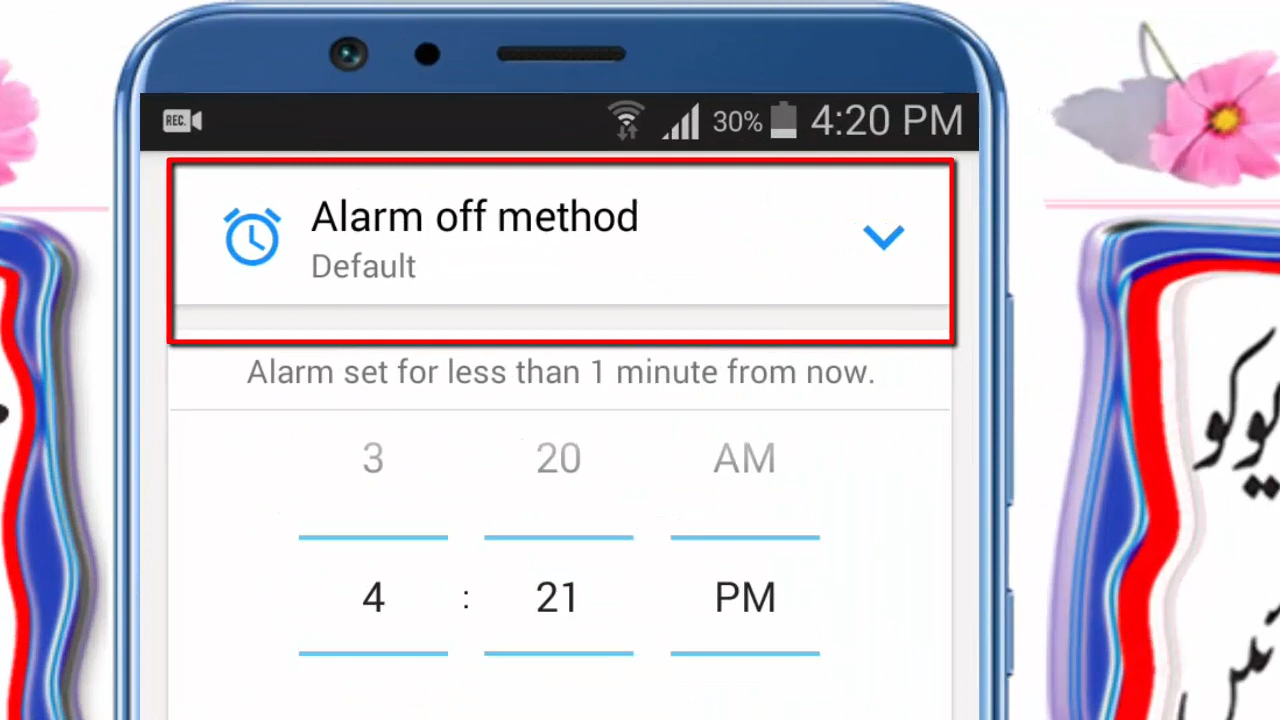 REC. 30% 4:20 PM
Alarm off method
Default
Alarm set for less than 1 minute from now.
3 20 AM
4 : 21 PM